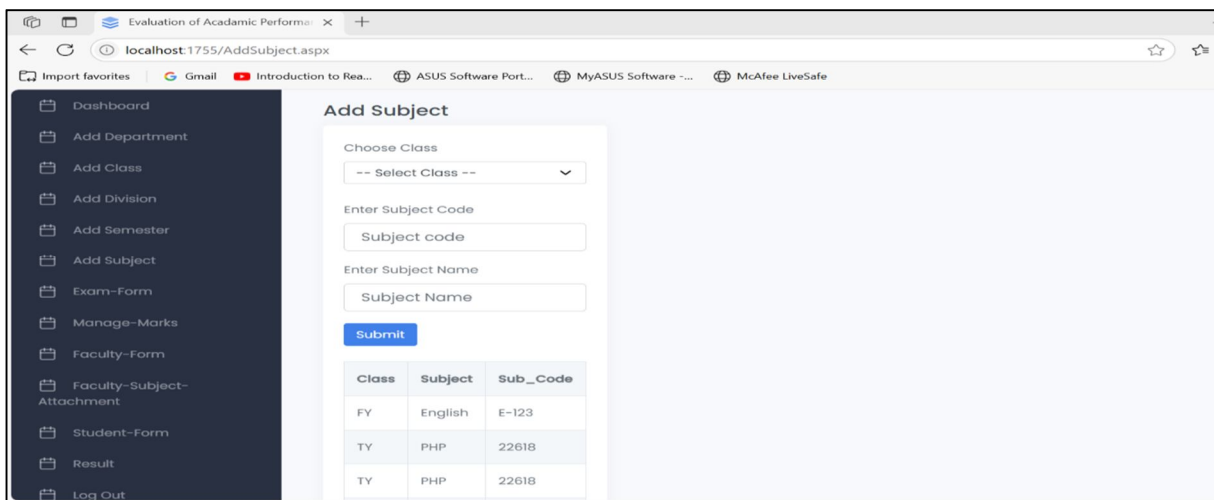 Evaluation of Acadamic Performa
localhost:1755/AddSubject.aspx
Import favorites Gmail Introduction to Rea... ASUS Software Port... MyASUS Software -... McAfee LiveSafe
Dashboard
Add Department
Add Class
Add Division
Add Semester
Add Subject
Exam-Form
Manage-Marks
Faculty-Form
Faculty-Subject-
Attachment
Student-Form
Result
Log Out
Add Subject
Choose Class
-- Select Class --
Enter Subject Code
Subject code
Enter Subject Name
Subject Name
Submit
Class Subject Sub_Code
FY English E-123
TY PHP 22618
TY PHP 22618